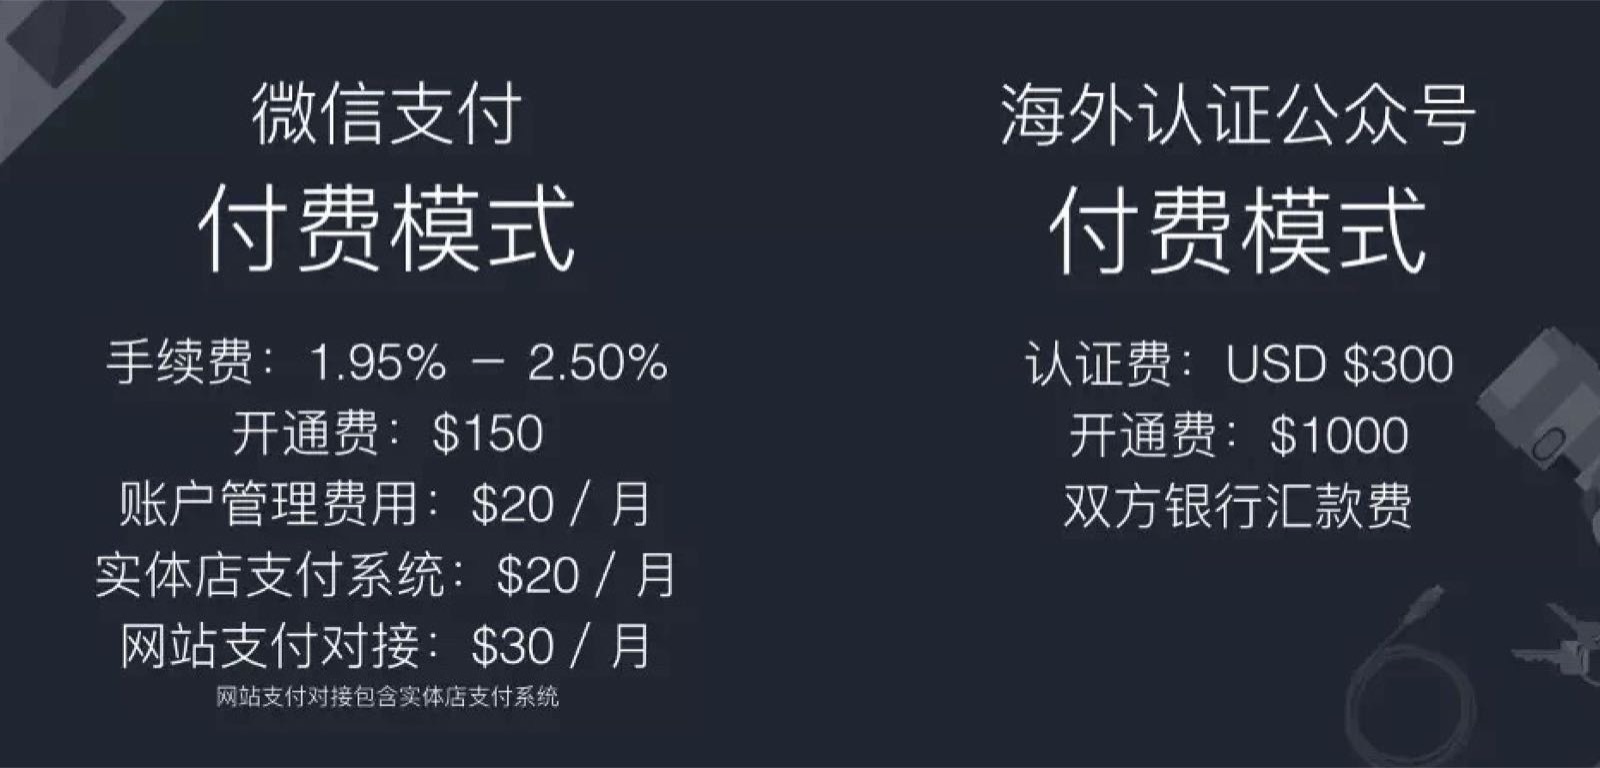 微信支付
付费模式
手续费：1.95% – 2.50%
开通费：$150
账户管理费用：$20 / 月
实体店支付系统：$20 / 月
网站支付对接：$30 / 月
网站支付对接包含实体店支付系统
海外认证公众号
付费模式
认证费：USD $300
开通费：$1000
双方银行汇款费